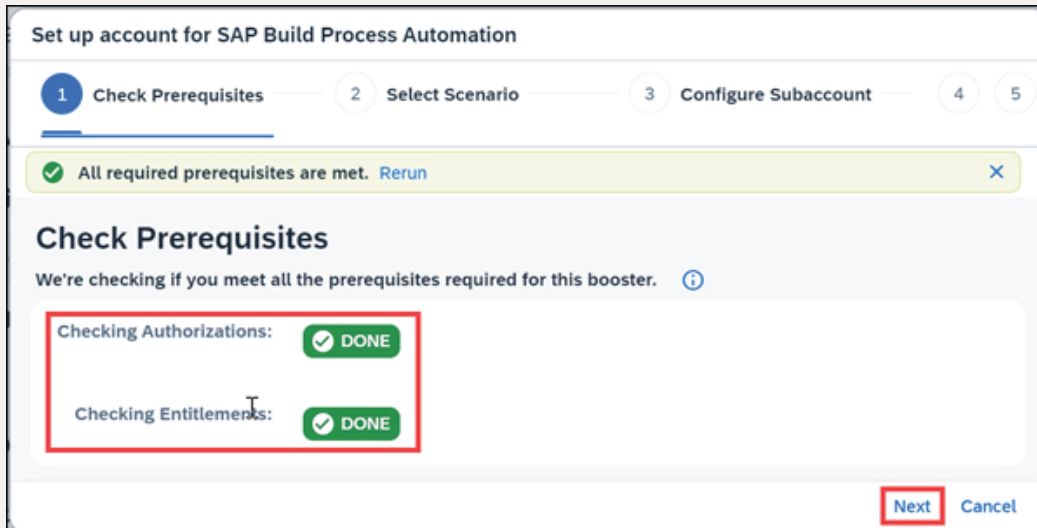 Set up account for SAP Build Process Automation
1 Check Prerequisites 2 Select Scenario 3 Configure Subaccount 4 5
All required prerequisites are met. Rerun
Check Prerequisites
We're checking if you meet all the prerequisites required for this booster.
Checking Authorizations: DONE
Checking Entitlements: DONE
Next Cancel